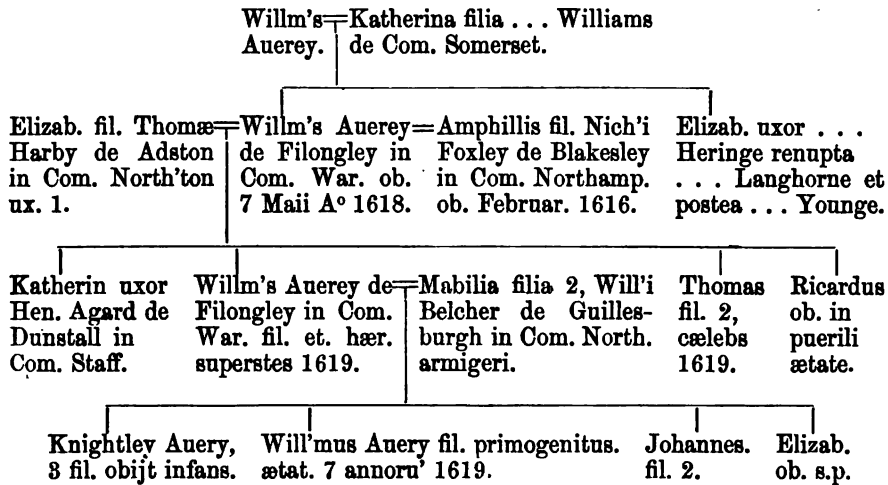 Willm's Auerey.
Katherina filia . . . Williams
de Com. Somerset.
Elizab. fil. Thomæ
Harby de Adston
in Com. North'ton
ux. 1.
Willm's Auerey
de Filongley in
Com. War. ob.
7 Maii Aº 1618.
Amphillis fil. Nich'i
Foxley de Blakesley
in Com. Northamp.
ob. Februar. 1616.
Elizab. uxor . . .
Heringe renupta
. . . Langhorne et
postea . . . Younge.
Katherin uxor
Hen. Agard de
Dunstall in
Com. Staff.
Willm's Auerey de
Filongley in Com.
War. fil. et. hær.
superstes 1619.
Mabilia filia 2, Will'i
Belcher de Guilles-
burgh in Com. North.
armigeri.
Thomas
fil. 2,
cælebs
1619.
Ricardus
ob. in
puerili
ætate.
Knightley Auery,
3 fil. obijt infans.
Will'mus Auery fil. primogenitus.
ætat. 7 annoru' 1619.
Johannes.
fil. 2.
Elizab.
ob. s.p.